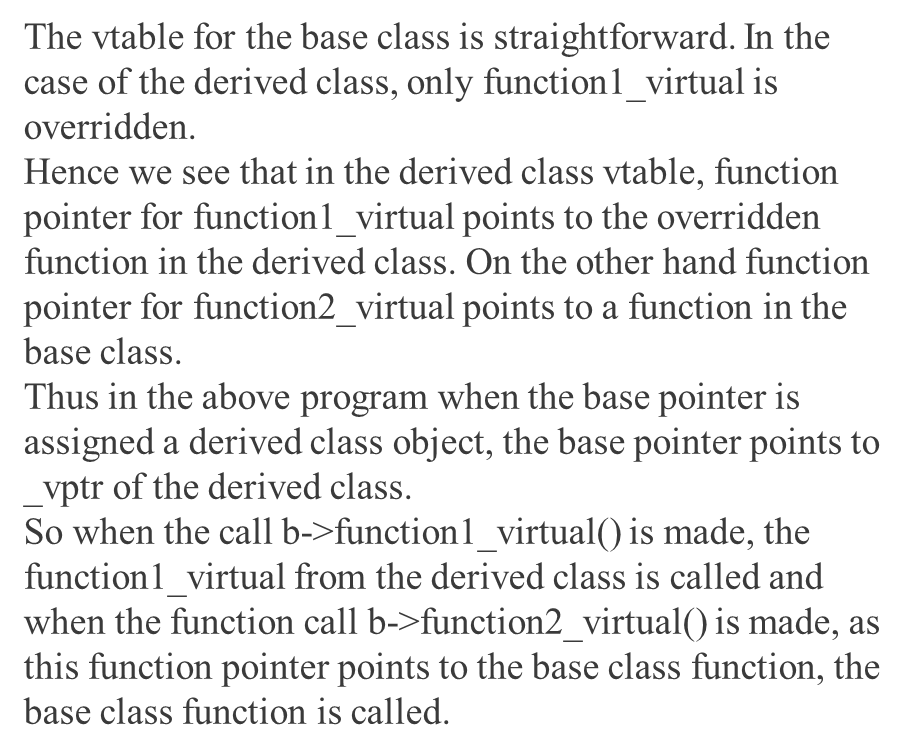 The vtable for the base class is straightforward. In the
case of the derived class, only function1_virtual is
overridden.
Hence we see that in the derived class vtable, function
pointer for function1_virtual points to the overridden
function in the derived class. On the other hand function
pointer for function2_virtual points to a function in the
base class.
Thus in the above program when the base pointer is
assigned a derived class object, the base pointer points to
_vptr of the derived class.
So when the call b->function1_virtual() is made, the
function1_virtual from the derived class is called and
when the function call b->function2_virtual() is made, as
this function pointer points to the base class function, the
base class function is called.